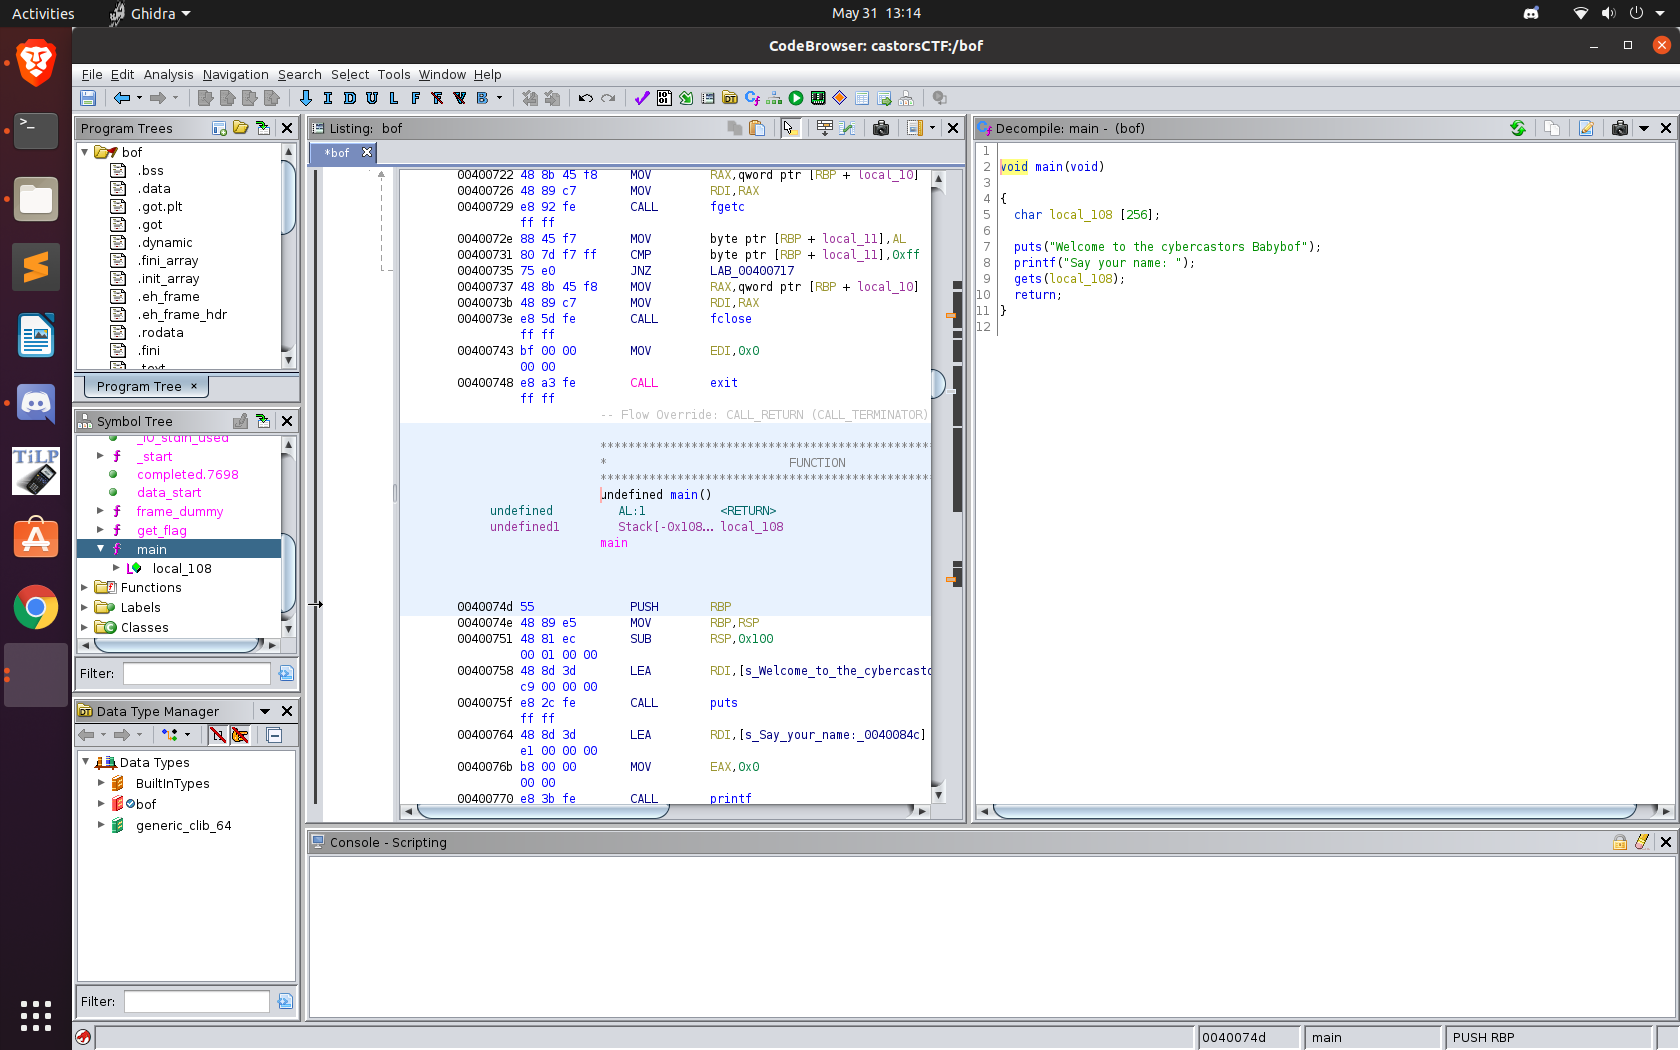 Activities
Ghidra
May 31 13:14
CodeBrowser: castorsCTF:/bof
File Edit Analysis Navigation Search Select Tools Window Help
I D U L F B
Program Trees
bof
.bss
.data
.got.plt
.got
.dynamic
.fini_array
.init_array
.eh_frame
.eh_frame_hdr
.rodata
.fini
.text
Program Tree ×
Symbol Tree
_IO_stdin_used
_start
completed.7698
data_start
frame_dummy
get_flag
main
local_108
Functions
Labels
Classes
Filter:
Data Type Manager
Data Types
BuiltInTypes
bof
generic_clib_64
Filter:
TiLP
Listing: bof
*bof
00400722 48 8b 45 f8 MOV RAX,qword ptr [RBP + local_10]
00400726 48 89 c7 MOV RDI,RAX
00400729 e8 92 fe CALL fgetc
ff ff
0040072e 88 45 f7 MOV byte ptr [RBP + local_11],AL
00400731 80 7d f7 ff CMP byte ptr [RBP + local_11],0xff
00400735 75 e0 JNZ LAB_00400717
00400737 48 8b 45 f8 MOV RAX,qword ptr [RBP + local_10]
0040073b 48 89 c7 MOV RDI,RAX
0040073e e8 5d fe CALL fclose
ff ff
00400743 bf 00 00 MOV EDI,0x0
00 00
00400748 e8 a3 fe CALL exit
ff ff
-- Flow Override: CALL_RETURN (CALL_TERMINATOR)
* FUNCTION
undefined main()
undefined AL:1 <RETURN>
undefined1 Stack[-0x108... local_108
main
0040074d 55 PUSH RBP
0040074e 48 89 e5 MOV RBP,RSP
00400751 48 81 ec SUB RSP,0x100
00 01 00 00
00400758 48 8d 3d LEA RDI,[s_Welcome_to_the_cybercasto
c9 00 00 00
0040075f e8 2c fe CALL puts
ff ff
00400764 48 8d 3d LEA RDI,[s_Say_your_name:_0040084c]
e1 00 00 00
0040076b b8 00 00 MOV EAX,0x0
00 00
00400770 e8 3b fe CALL printf
Decompile: main - (bof)
1
2 void main(void)
3
4 {
5 char local_108 [256];
6
7 puts("Welcome to the cybercastors Babybof");
8 printf("Say your name: ");
9 gets(local_108);
10 return;
11 }
12
Console - Scripting
0040074d
main
PUSH RBP